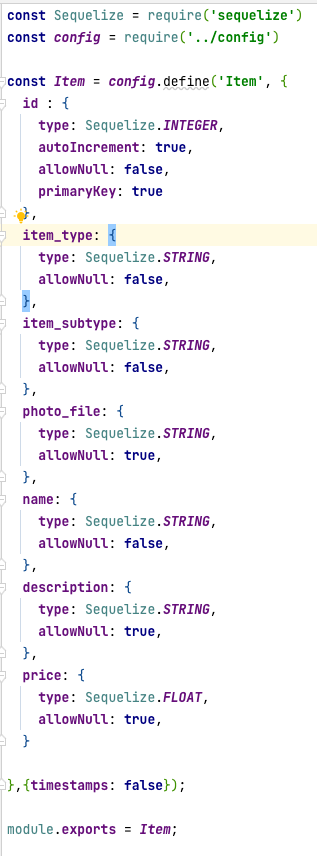 const Sequelize = require('sequelize')
const config = require('../config')
const Item = config.define('Item', {
id : {
type: Sequelize.INTEGER,
autoIncrement: true,
allowNull: false,
primaryKey: true
},
item_type: {
type: Sequelize.STRING,
allowNull: false,
},
item_subtype: {
type: Sequelize.STRING,
allowNull: false,
},
photo_file: {
type: Sequelize.STRING,
allowNull: true,
},
name: {
type: Sequelize.STRING,
allowNull: false,
},
description: {
type: Sequelize.STRING,
allowNull: true,
},
price: {
type: Sequelize.FLOAT,
allowNull: true,
}
},{timestamps: false});
module.exports = Item;